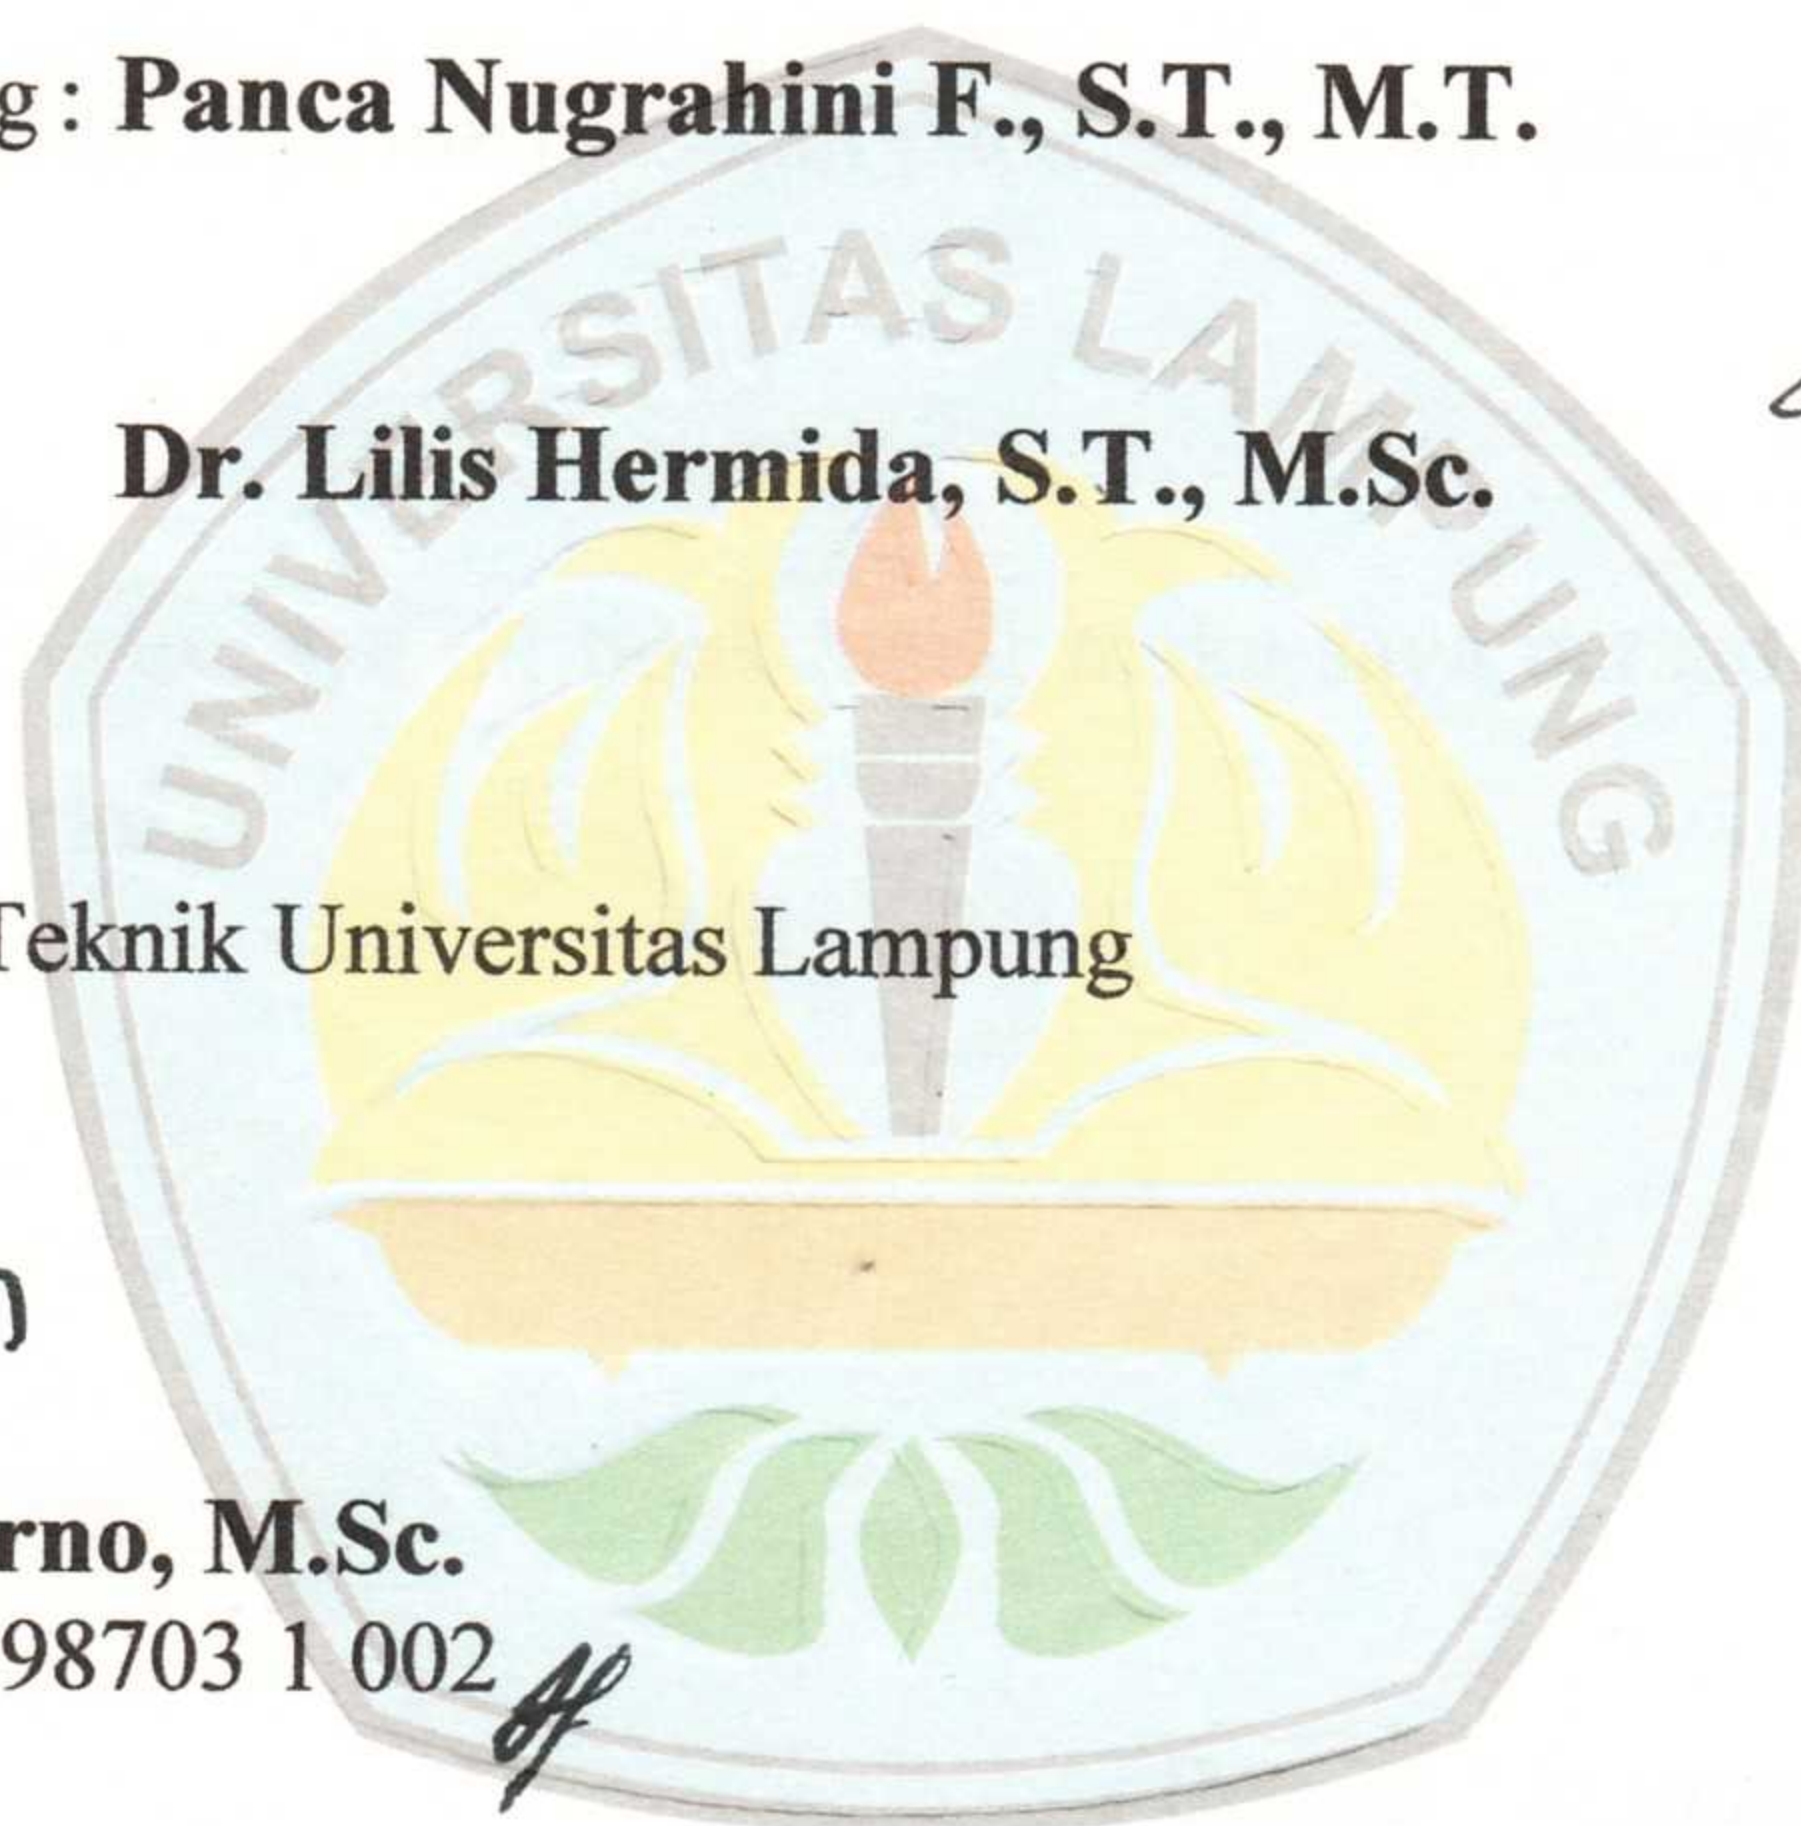 g : Panca Nugrahini F., S.T., M.T.
UNIVERSITAS LAMPUNG
Dr. Lilis Hermida, S.T., M.Sc.
Teknik Universitas Lampung
rno, M.Sc.
98703 1 002